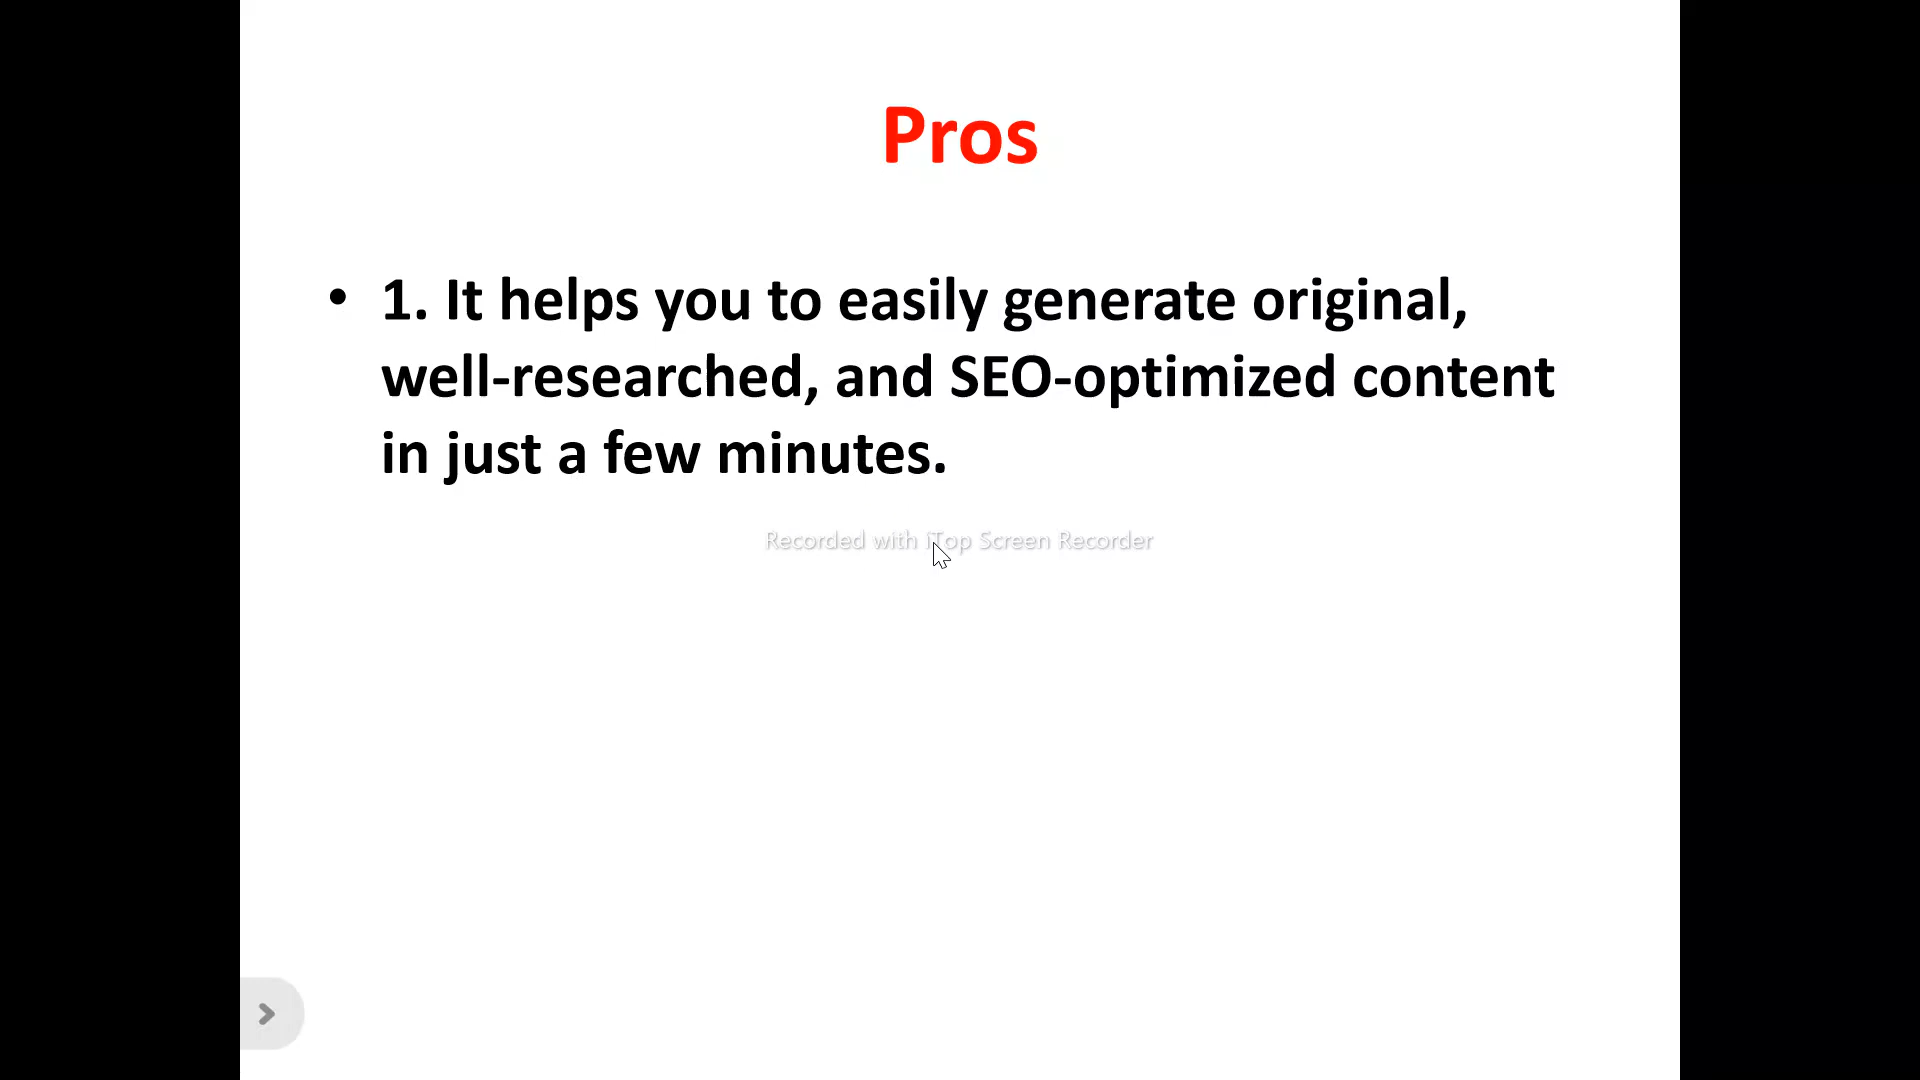 Pros
• 1. It helps you to easily generate original,
well-researched, and SEO-optimized content
in just a few minutes.
Recorded with iTop Screen Recorder